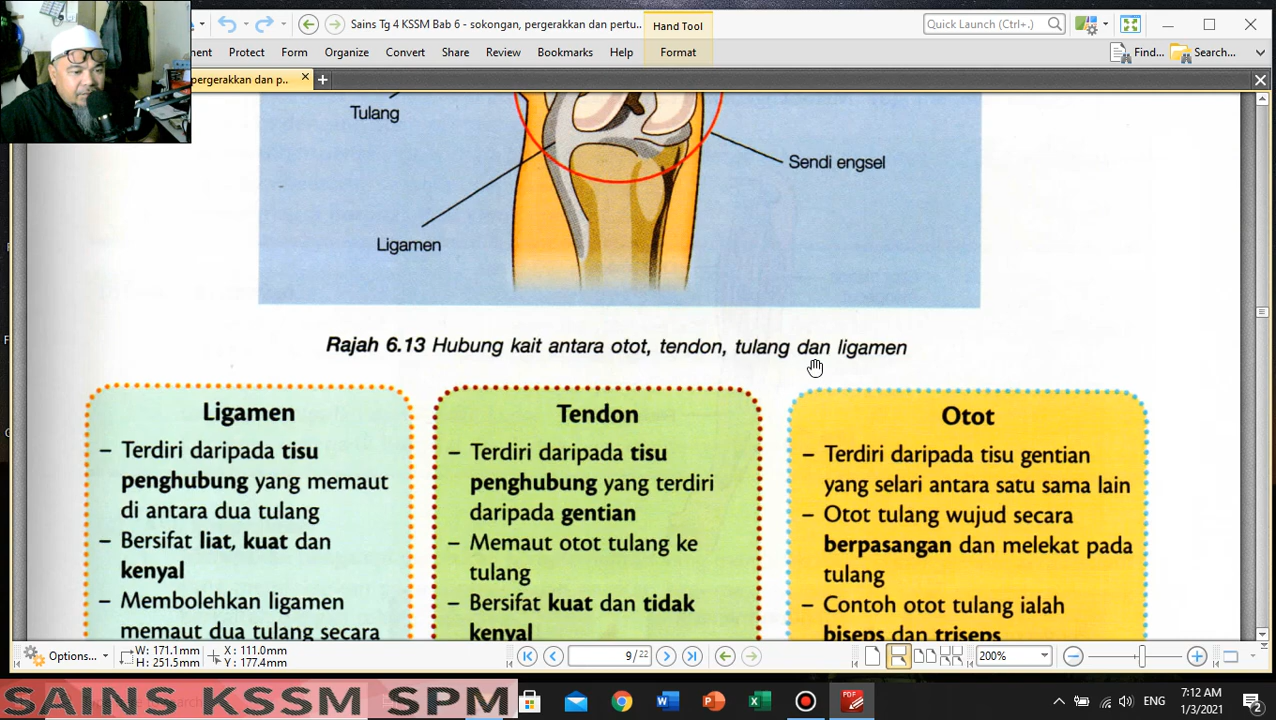 Sains Tg 4 KSSM Bab 6 - sokongan, pergerakkan dan pertu..
Hand Tool
Quick Launch (Ctrl+.)
Protect Form Organize Convert Share Review Bookmarks Help Format Find... Search...
pergerakkan dan p..
Tulang
Sendi engsel
Ligamen
Rajah 6.13 Hubung kait antara otot, tendon, tulang dan ligamen
Ligamen
– Terdiri daripada tisu
penghubung yang memaut
di antara dua tulang
– Bersifat liat, kuat dan
kenyal
– Membolehkan ligamen
memaut dua tulang secara
Tendon
– Terdiri daripada tisu
penghubung yang terdiri
daripada gentian
– Memaut otot tulang ke
tulang
– Bersifat kuat dan tidak
kenyal
Otot
– Terdiri daripada tisu gentian
yang selari antara satu sama lain
– Otot tulang wujud secara
berpasangan dan melekat pada
tulang
– Contoh otot tulang ialah
biseps dan triseps
Options...
W: 171.1mm
H: 251.5mm
X: 111.0mm
Y: 177.4mm
9/22
200%
SAINS KSSM SPM
ENG
7:12 AM
1/3/2021
2